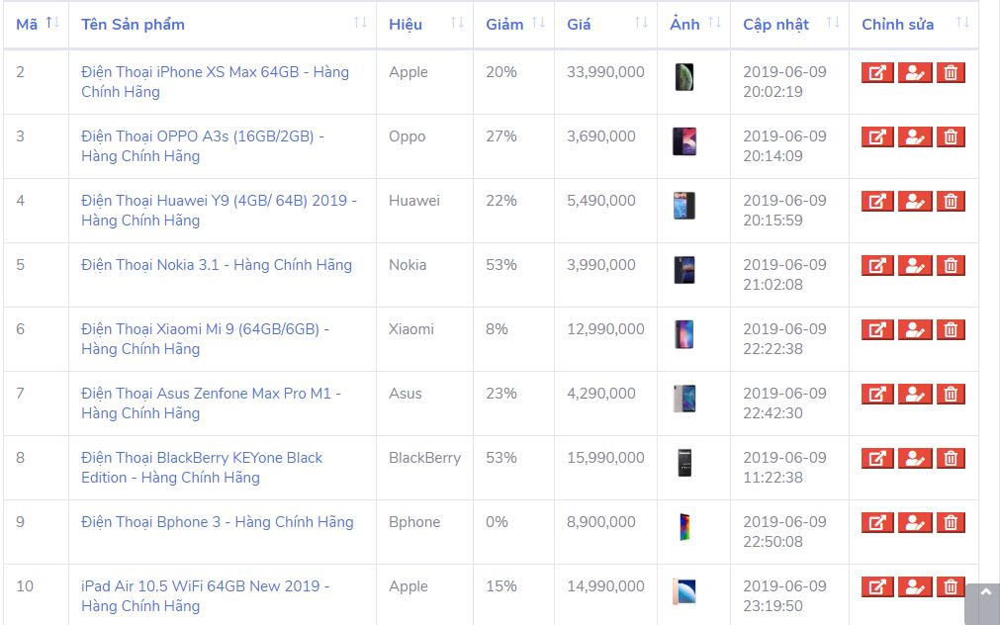 Mã Tên Sản phẩm Hiệu Giảm Giá Ảnh Cập nhật Chỉnh sửa
2 Điện Thoại iPhone XS Max 64GB - Hàng Apple 20% 33,990,000 2019-06-09
Chính Hãng 20:02:19
3 Điện Thoại OPPO A3s (16GB/2GB) - Oppo 27% 3,690,000 2019-06-09
Hàng Chính Hãng 20:14:09
4 Điện Thoại Huawei Y9 (4GB/ 64B) 2019 - Huawei 22% 5,490,000 2019-06-09
Hàng Chính Hãng 20:15:59
5 Điện Thoại Nokia 3.1 - Hàng Chính Hãng Nokia 53% 3,990,000 2019-06-09
21:02:08
6 Điện Thoại Xiaomi Mi 9 (64GB/6GB) - Xiaomi 8% 12,990,000 2019-06-09
Hàng Chính Hãng 22:22:38
7 Điện Thoại Asus Zenfone Max Pro M1 - Asus 23% 4,290,000 2019-06-09
Hàng Chính Hãng 22:42:30
8 Điện Thoại BlackBerry KEYone Black BlackBerry 53% 15,990,000 2019-06-09
Edition - Hàng Chính Hãng 11:22:38
9 Điện Thoại Bphone 3 - Hàng Chính Hãng Bphone 0% 8,900,000 2019-06-09
22:50:08
10 iPad Air 10.5 WiFi 64GB New 2019 - Apple 15% 14,990,000 2019-06-09
Hàng Chính Hãng 23:19:50